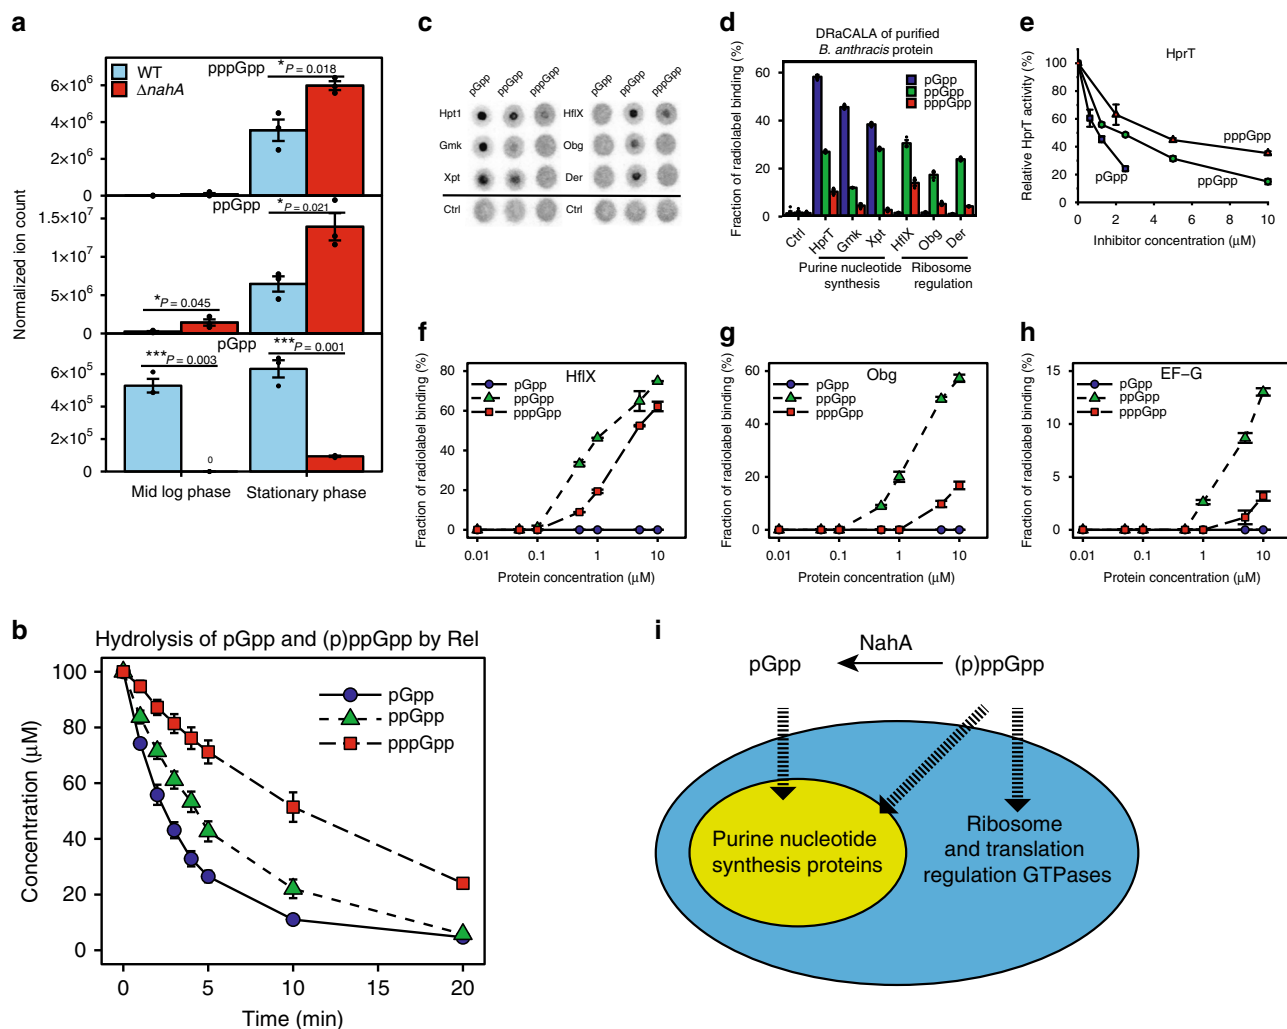 a
Normalized ion count
pppGpp
*P = 0.018
WT
ΔnahA
6×10⁶
4×10⁶
2×10⁶
0
ppGpp
*P = 0.021
*P = 0.045
1.5×10⁷
1×10⁷
5×10⁶
0
pGpp
***P = 0.003
***P = 0.001
6×10⁵
4×10⁵
2×10⁵
0
0
Mid log phase
Stationary phase
c
pGpp
ppGpp
pppGpp
pGpp
ppGpp
pppGpp
Hpt1
HflX
Gmk
Obg
Xpt
Der
Ctrl
Ctrl
d
DRaCALA of purified
B. anthracis protein
Fraction of radiolabel binding (%)
60
40
20
0
pGpp
ppGpp
pppGpp
Ctrl
HprT
Gmk
Xpt
HflX
Obg
Der
Purine nucleotide
synthesis
Ribosome
regulation
e
HprT
Relative HprT activity (%)
100
80
60
40
20
0
pppGpp
ppGpp
pGpp
0 2 4 6 8 10
Inhibitor concentration (μM)
f
HflX
Fraction of radiolabel binding (%)
80
60
40
20
0
pGpp
ppGpp
pppGpp
0.01 0.1 1 10
Protein concentration (μM)
g
Obg
Fraction of radiolabel binding (%)
60
40
20
0
pGpp
ppGpp
pppGpp
0.01 0.1 1 10
Protein concentration (μM)
h
EF–G
Fraction of radiolabel binding (%)
15
10
5
0
pGpp
ppGpp
pppGpp
0.01 0.1 1 10
Protein concentration (μM)
b
Hydrolysis of pGpp and (p)ppGpp by Rel
Concentration (μM)
100
80
60
40
20
0
pGpp
ppGpp
pppGpp
0 5 10 15 20
Time (min)
i
pGpp
NahA
(p)ppGpp
Purine nucleotide
synthesis proteins
Ribosome
and translation
regulation GTPases